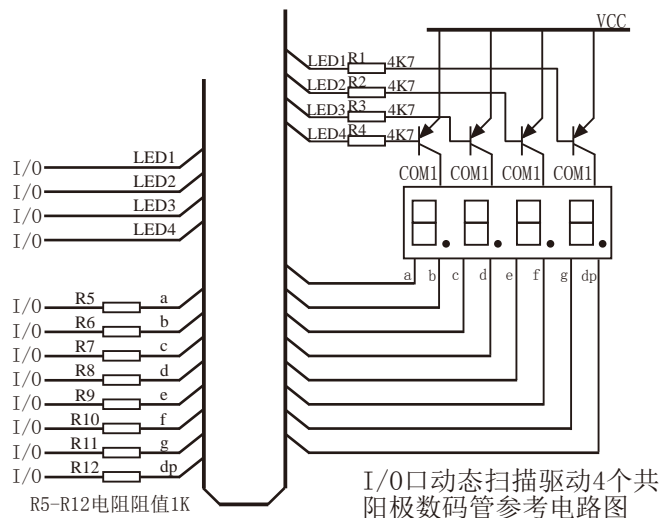 VCC
LED1 R1 4K7
LED2 R2 4K7
LED3 R3 4K7
LED4 R4 4K7
COM1 COM1 COM1 COM1
a b c d e f g dp
I/O LED1
I/O LED2
I/O LED3
I/O LED4
I/O R5 a
I/O R6 b
I/O R7 c
I/O R8 d
I/O R9 e
I/O R10 f
I/O R11 g
I/O R12 dp
R5-R12电阻阻值1K
I/O口动态扫描驱动4个共
阳极数码管参考电路图